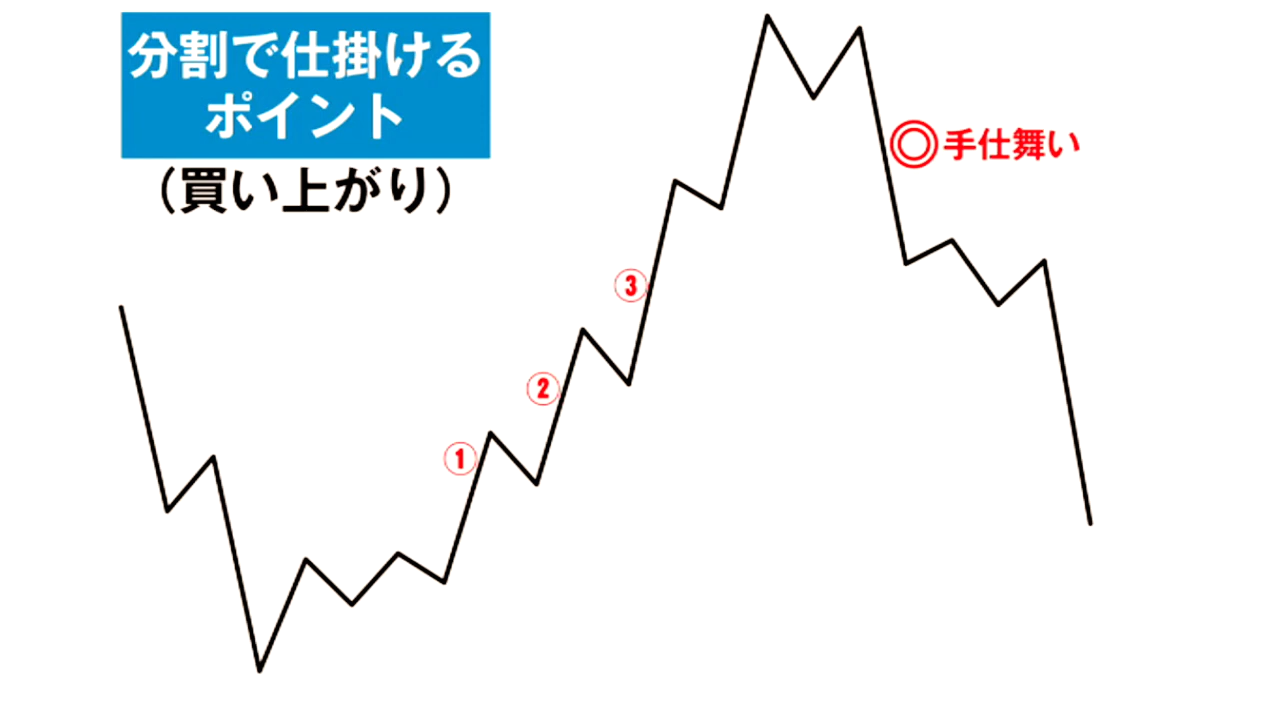 分割で仕掛ける
ポイント
（買い上がり）
◎手仕舞い
③
②
①